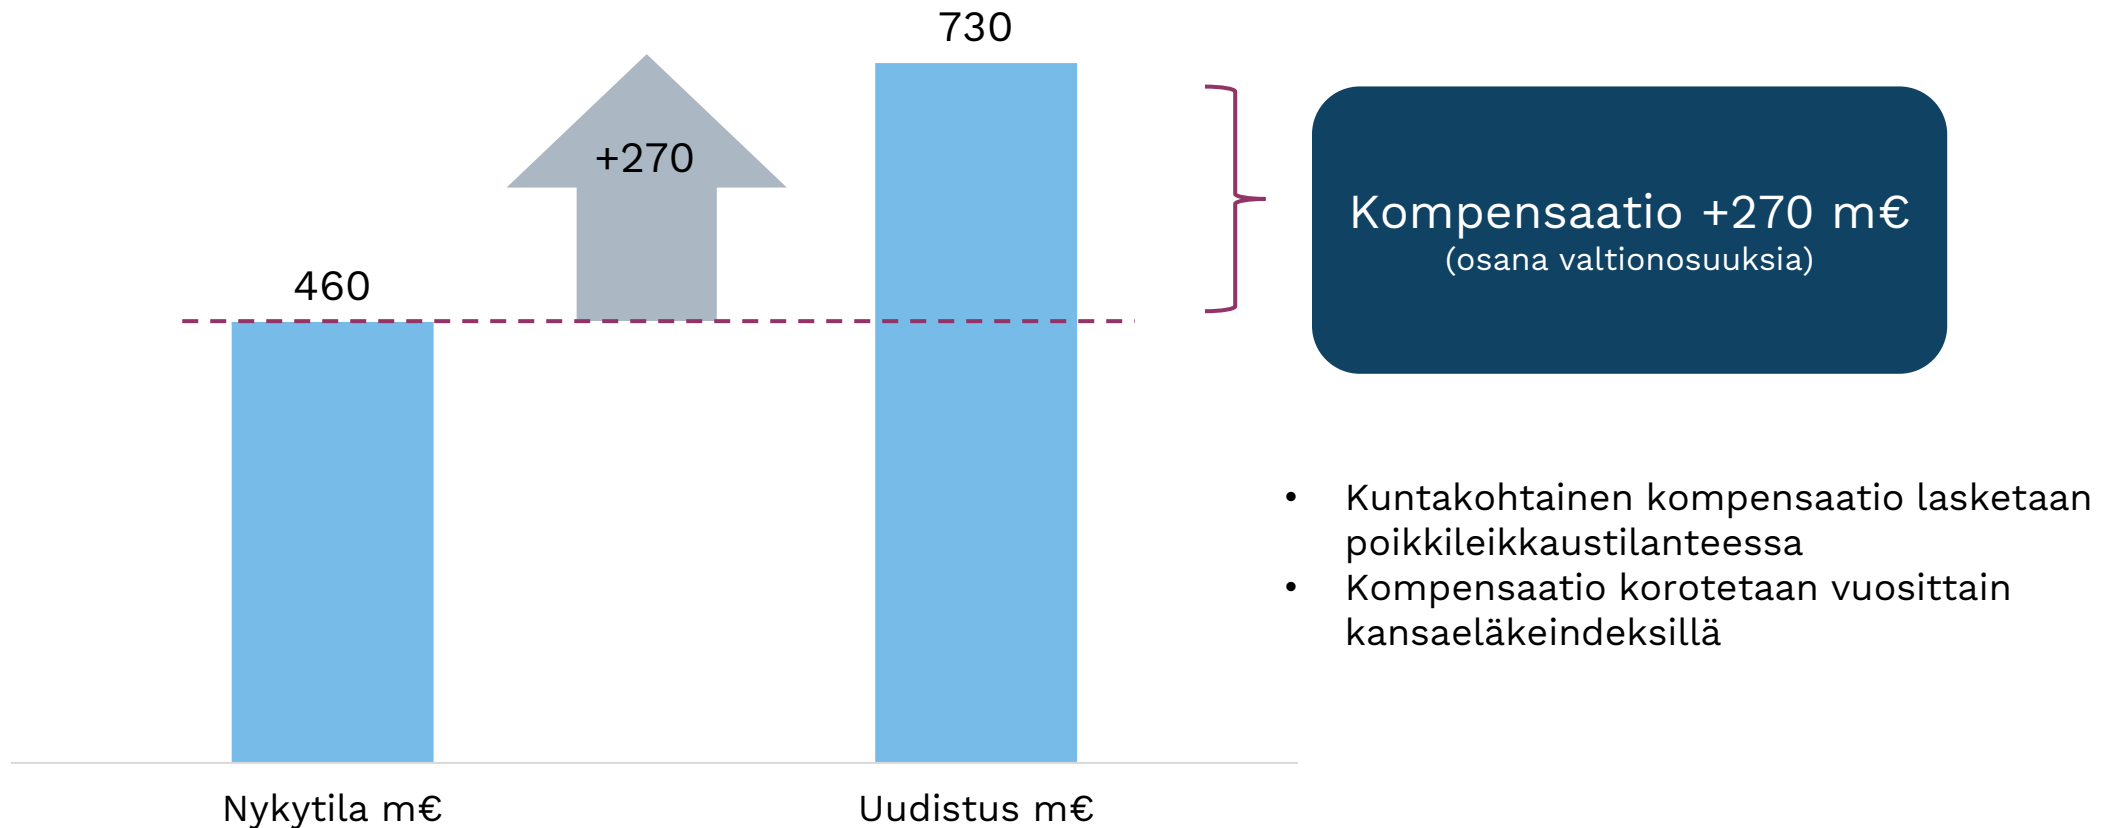 730
+270
460
Kompensaatio +270 m€
(osana valtionosuuksia)
• Kuntakohtainen kompensaatio lasketaan
poikkileikkaustilanteessa
• Kompensaatio korotetaan vuosittain
kansaeläkeindeksillä
Nykytila m€
Uudistus m€